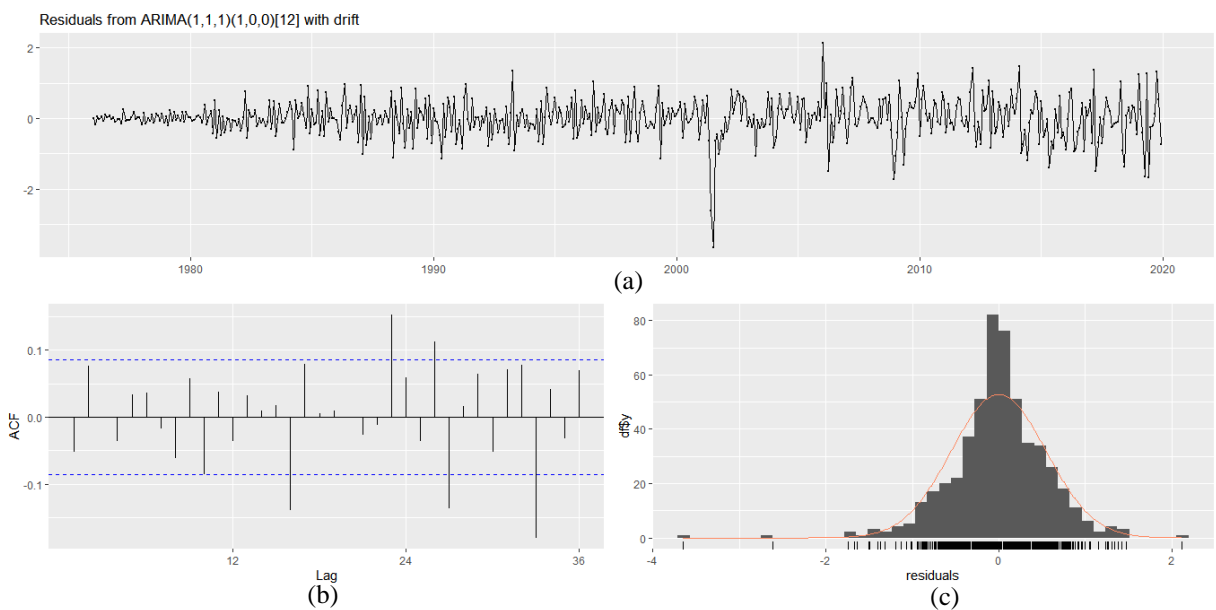 Residuals from ARIMA(1,1,1)(1,0,0)[12] with drift
2
0
-2
1980
1990
2000
2010
2020
(a)
ACF
0.1
0.0
-0.1
12
24
36
Lag
(b)
df$y
80
60
40
20
0
-4
-2
0
2
residuals
(c)